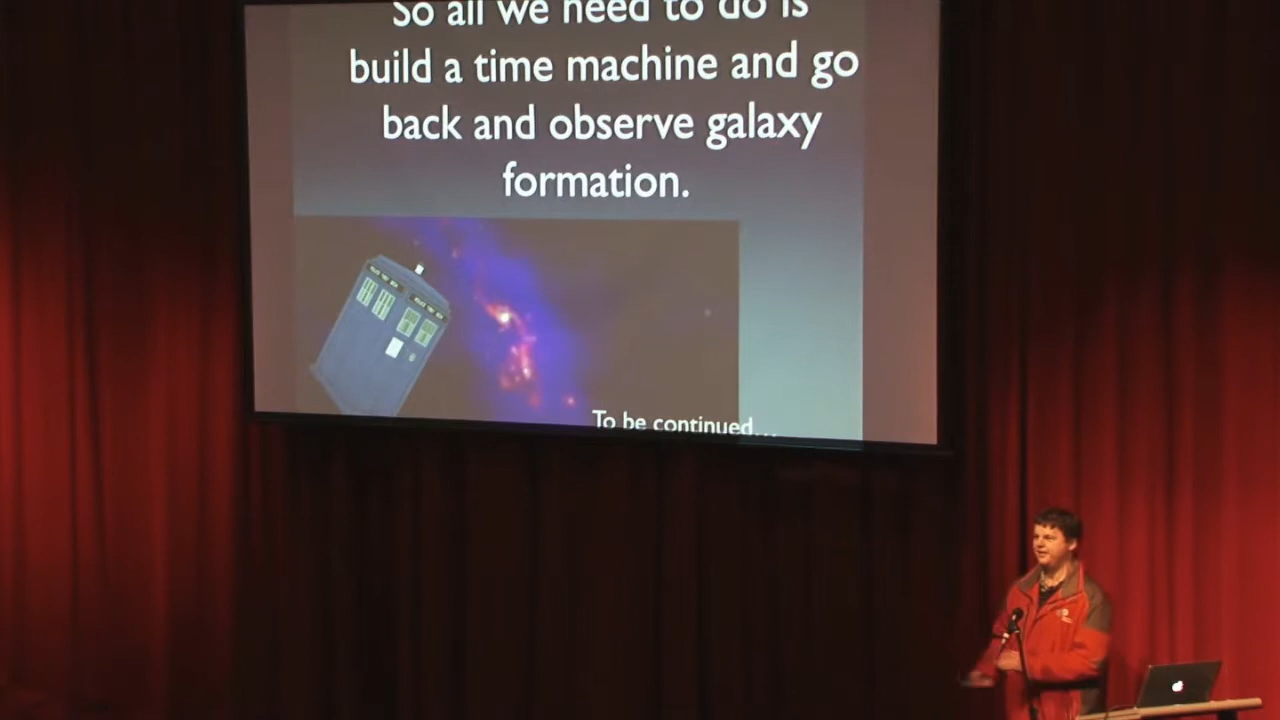 So all we need to do is
build a time machine and go
back and observe galaxy
formation.
To be continued...